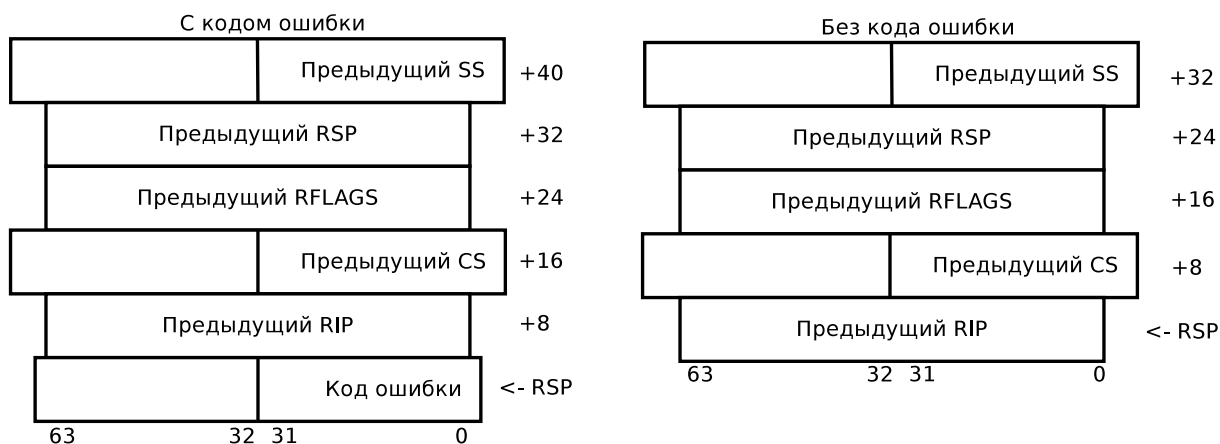 С кодом ошибки
Предыдущий SS +40
Предыдущий RSP +32
Предыдущий RFLAGS +24
Предыдущий CS +16
Предыдущий RIP +8
Код ошибки <- RSP
63 32 31 0
Без кода ошибки
Предыдущий SS +32
Предыдущий RSP +24
Предыдущий RFLAGS +16
Предыдущий CS +8
Предыдущий RIP <- RSP
63 32 31 0